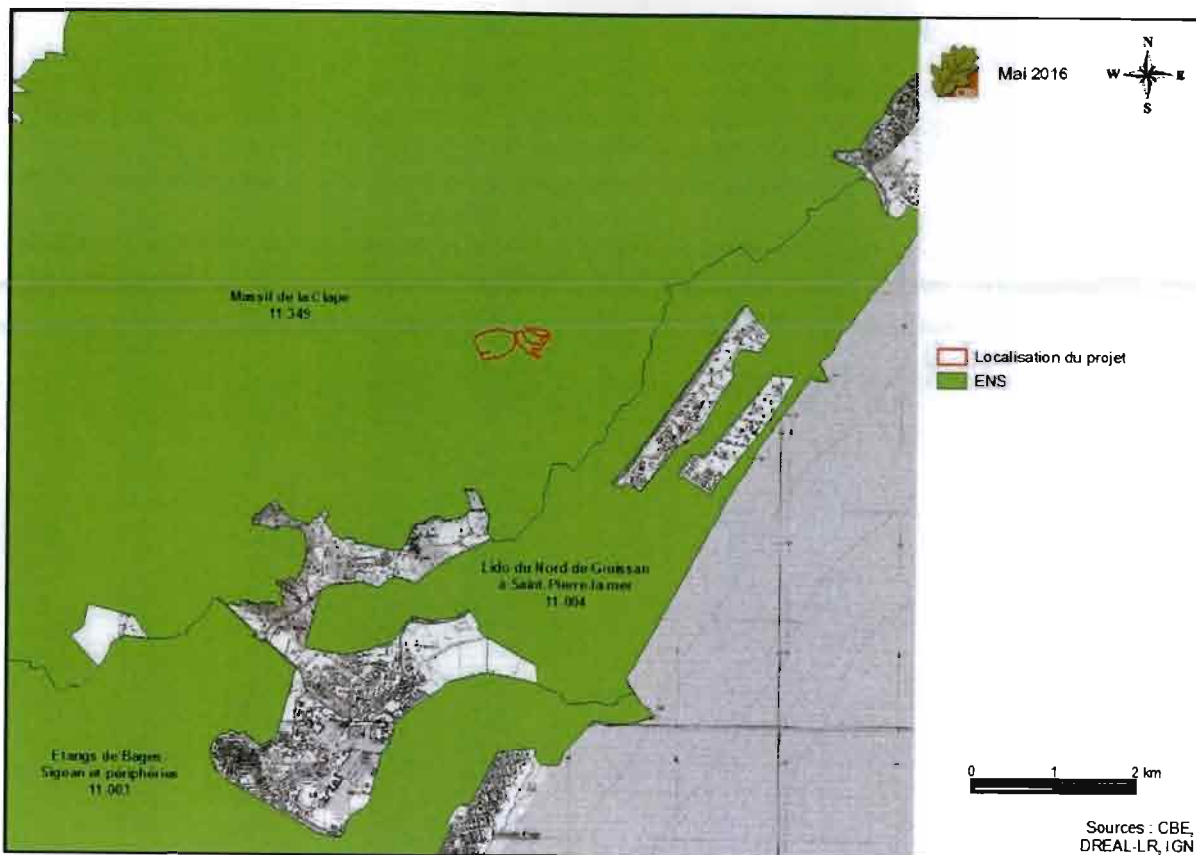 Mai 2016
N
W E
S
Massif de la Clape
11 349
Localisation du projet
ENS
Lido du Nord de Gruissan
à Saint Pierre la mer
11 004
Etangs de Bages
Sigean et périphéries
11 003
0 1 2 km
Sources : CBE,
DREAL-LR, IGN